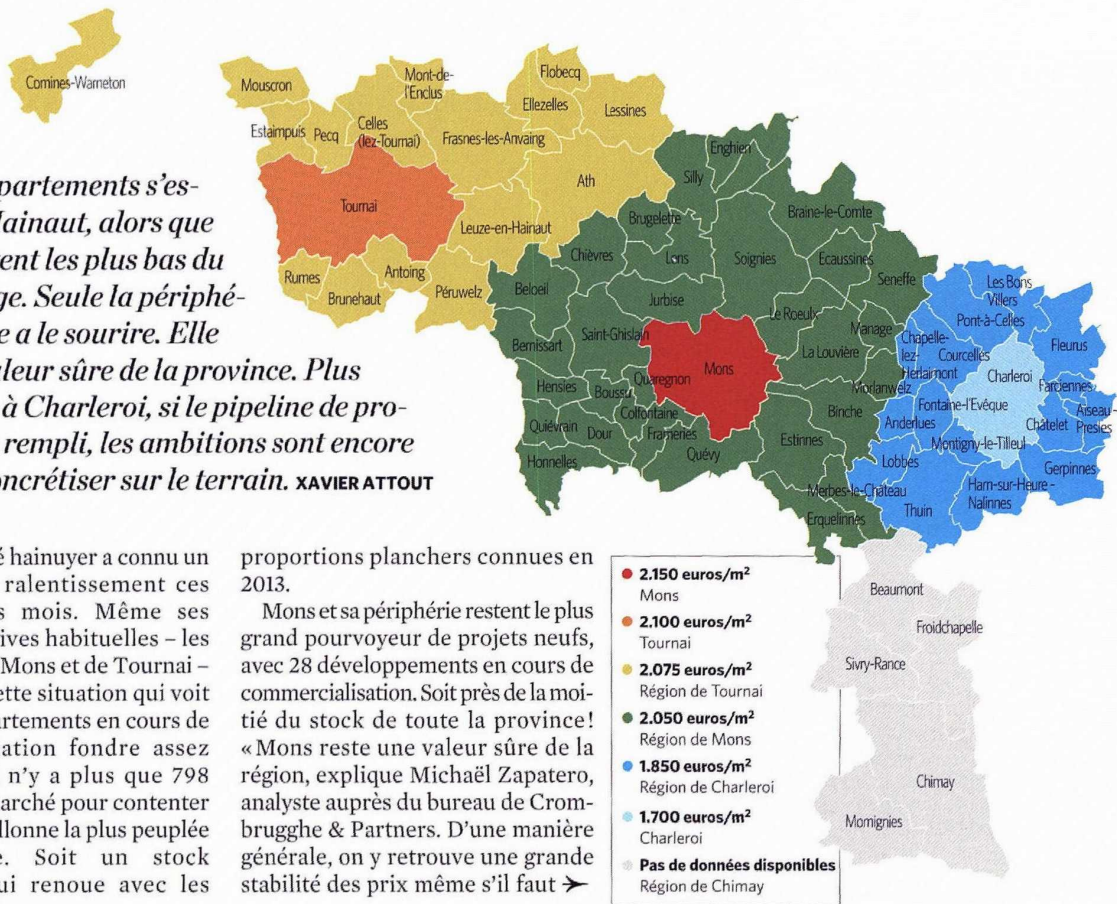 Comines-Warneton
Mouscron
Mont-de-
l'Enclus
Flobecq
Ellezelles
Lessines
Estaimpuis
Pecq
Celles
(lez-Tournai)
Frasnes-les-Anvaing
Ath
Tournai
Leuze-en-Hainaut
Rumes
Antoing
Brunehaut
Péruwelz
Enghien
Silly
Brugelette
Braine-le-Comte
Chièvres
Lens
Soignies
Ecaussines
Seneffe
Beloeil
Jurbise
Le Roeulx
Manage
Bernissart
Saint-Ghislain
La Louvière
Mons
Quaregnon
Morlanwelz
Hensies
Boussu
Colfontaine
Binche
Quiévrain
Dour
Frameries
Quévy
Estinnes
Honnelles
Merbes-le-Château
Erquelinnes
Les Bons
Villers
Pont-à-Celles
Chapelle-
lez-
Herlaimont
Courcelles
Fleurus
Charleroi
Farciennes
Fontaine-l'Evêque
Aiseau-
Presles
Châtelet
Anderlues
Montigny-le-Tilleul
Lobbes
Gerpinnes
Ham-sur-Heure -
Nalinnes
Thuin
Beaumont
Froidchapelle
Sivry-Rance
Chimay
Momignies
partements s'es-
ainaut, alors que
ent les plus bas du
ge. Seule la périphé-
e a le sourire. Elle
leur sûre de la province. Plus
à Charleroi, si le pipeline de pro-
rempli, les ambitions sont encore
ncrétiser sur le terrain. XAVIER ATTOUT
é hainuyer a connu un
ralentissement ces
s mois. Même ses
ives habituelles – les
Mons et de Tournai –
ette situation qui voit
artements en cours de
ation fondre assez
n'y a plus que 798
arché pour contenter
llonne la plus peuplée
e. Soit un stock
ui renoue avec les
proportions planchers connues en
2013.
Mons et sa périphérie restent le plus
grand pourvoyeur de projets neufs,
avec 28 développements en cours de
commercialisation. Soit près de la moi-
tié du stock de toute la province!
«Mons reste une valeur sûre de la
région, explique Michaël Zapatero,
analyste auprès du bureau de Crom-
brugghe & Partners. D'une manière
générale, on y retrouve une grande
stabilité des prix même s'il faut
2.150 euros/m²
Mons
2.100 euros/m²
Tournai
2.075 euros/m²
Région de Tournai
2.050 euros/m²
Région de Mons
1.850 euros/m²
Région de Charleroi
1.700 euros/m²
Charleroi
Pas de données disponibles
Région de Chimay